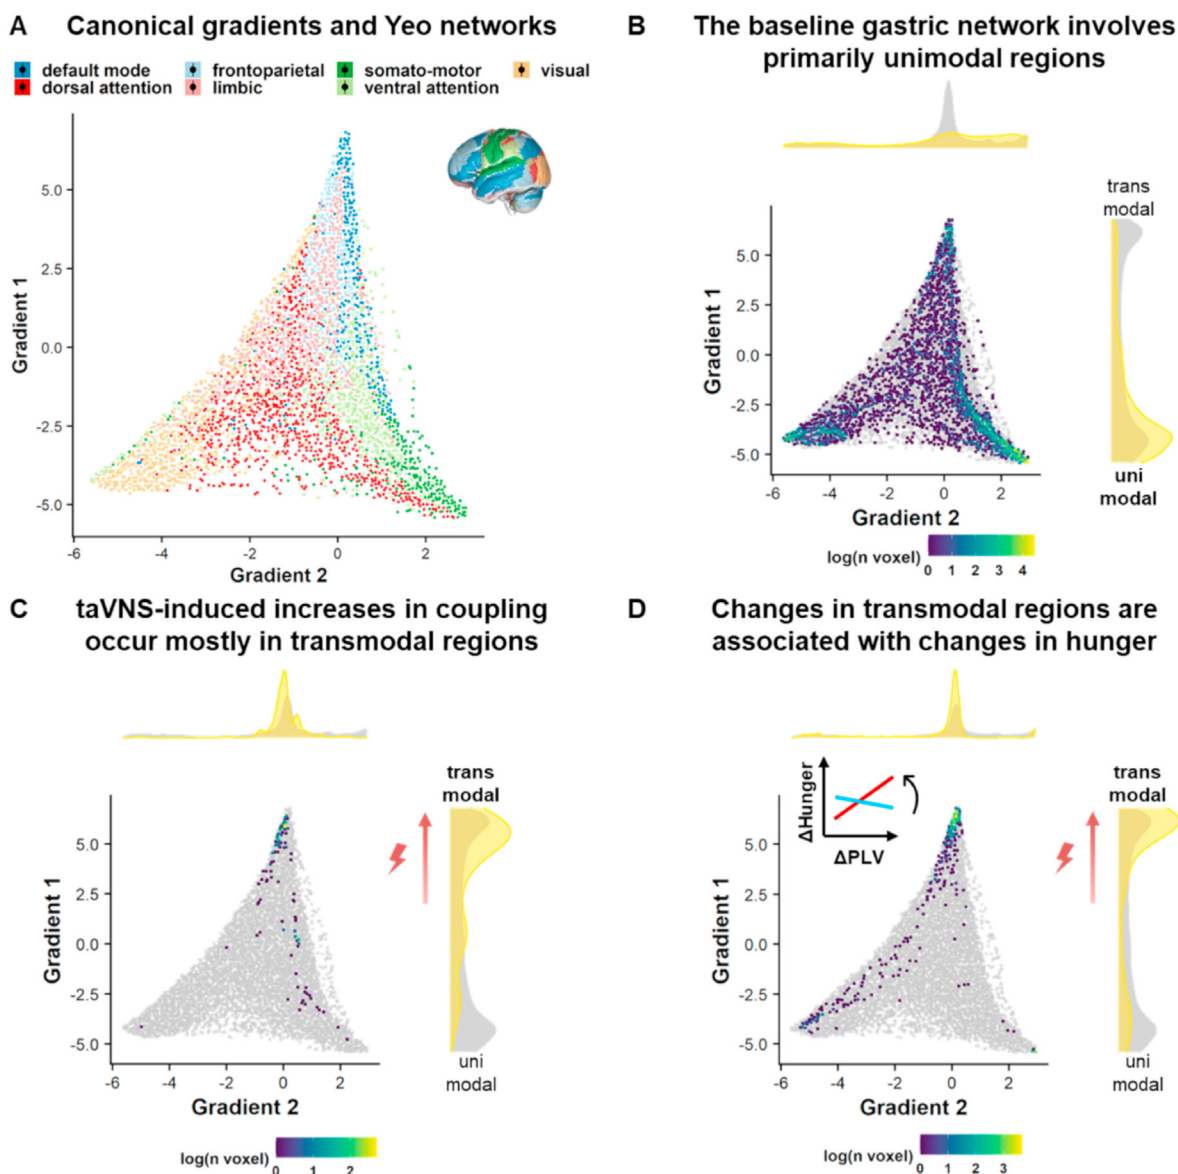 A Canonical gradients and Yeo networks
default mode frontoparietal somato-motor visual
dorsal attention limbic ventral attention
Gradient 1
5.0
2.5
0.0
-2.5
-5.0
-6 -4 -2 0 2
Gradient 2
B The baseline gastric network involves
primarily unimodal regions
trans
modal
Gradient 1
5.0
2.5
0.0
-2.5
-5.0
uni
modal
-6 -4 -2 0 2
Gradient 2
log(n voxel)
0 1 2 3 4
C taVNS-induced increases in coupling
occur mostly in transmodal regions
trans
modal
Gradient 1
5.0
2.5
0.0
-2.5
-5.0
uni
modal
-6 -4 -2 0 2
Gradient 2
log(n voxel)
0 1 2
D Changes in transmodal regions are
associated with changes in hunger
ΔHunger
ΔPLV
trans
modal
Gradient 1
5.0
2.5
0.0
-2.5
-5.0
uni
modal
-6 -4 -2 0 2
Gradient 2
log(n voxel)
0 1 2 3